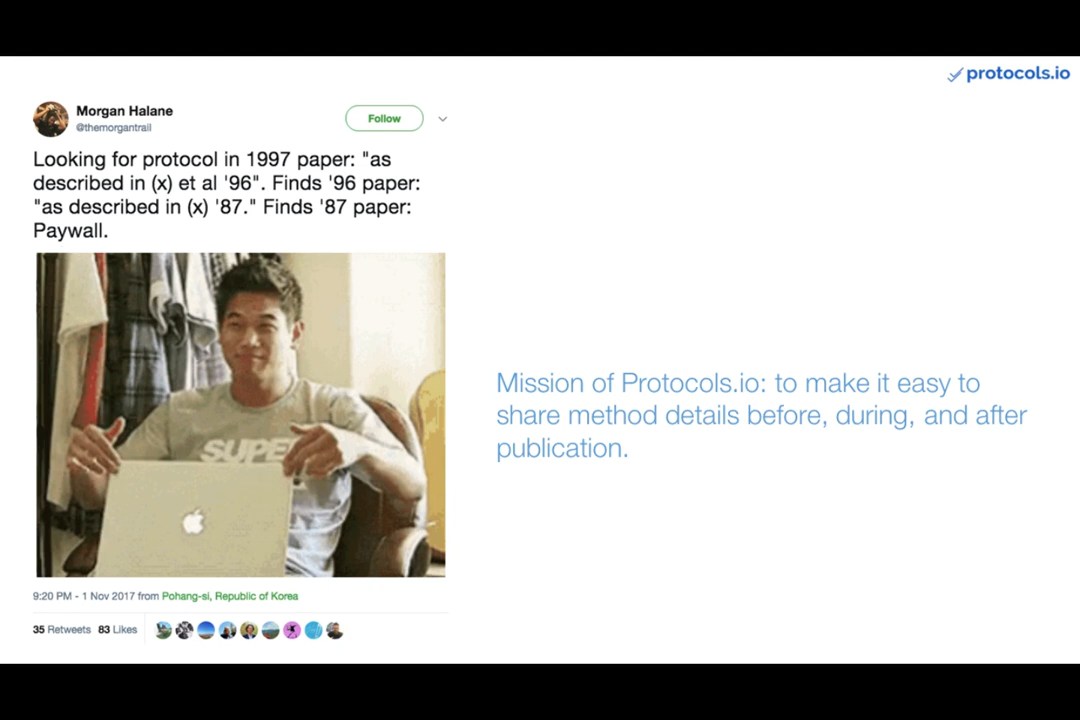 protocols.io
Morgan Halane
@themorgantrail
Follow
Looking for protocol in 1997 paper: "as
described in (x) et al '96". Finds '96 paper:
"as described in (x) '87." Finds '87 paper:
Paywall.
SUPE
9:20 PM - 1 Nov 2017 from Pohang-si, Republic of Korea
35 Retweets 83 Likes
Mission of Protocols.io: to make it easy to
share method details before, during, and after
publication.